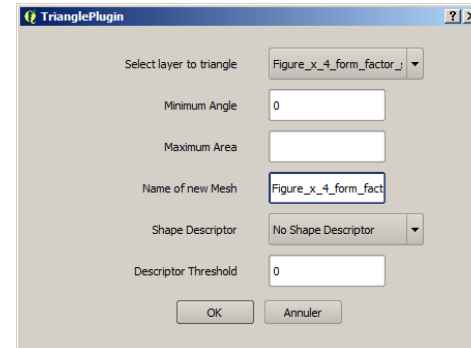 TrianglePlugin
Select layer to triangle Figure_x_4_form_factor_
Minimum Angle 0
Maximum Area
Name of new Mesh Figure_x_4_form_fact
Shape Descriptor No Shape Descriptor
Descriptor Threshold 0
OK Annuler